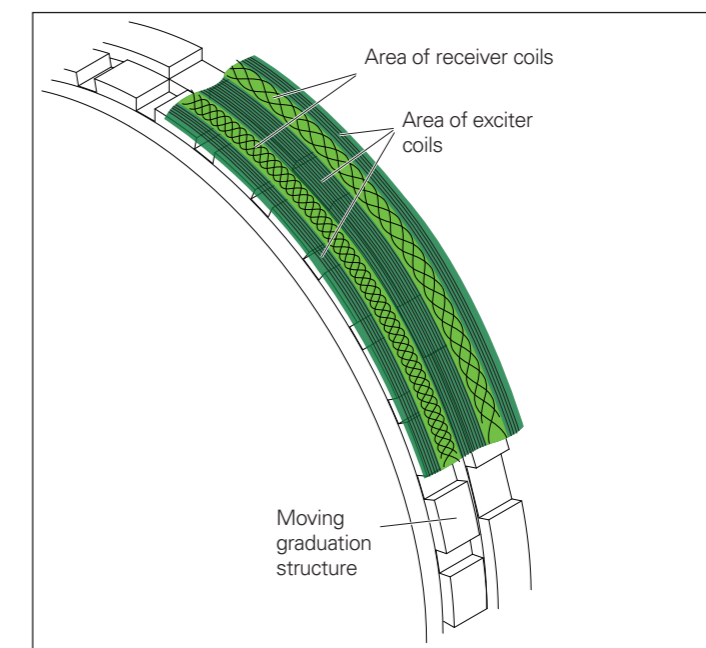 Area of receiver coils
Area of exciter
coils
Moving
graduation
structure